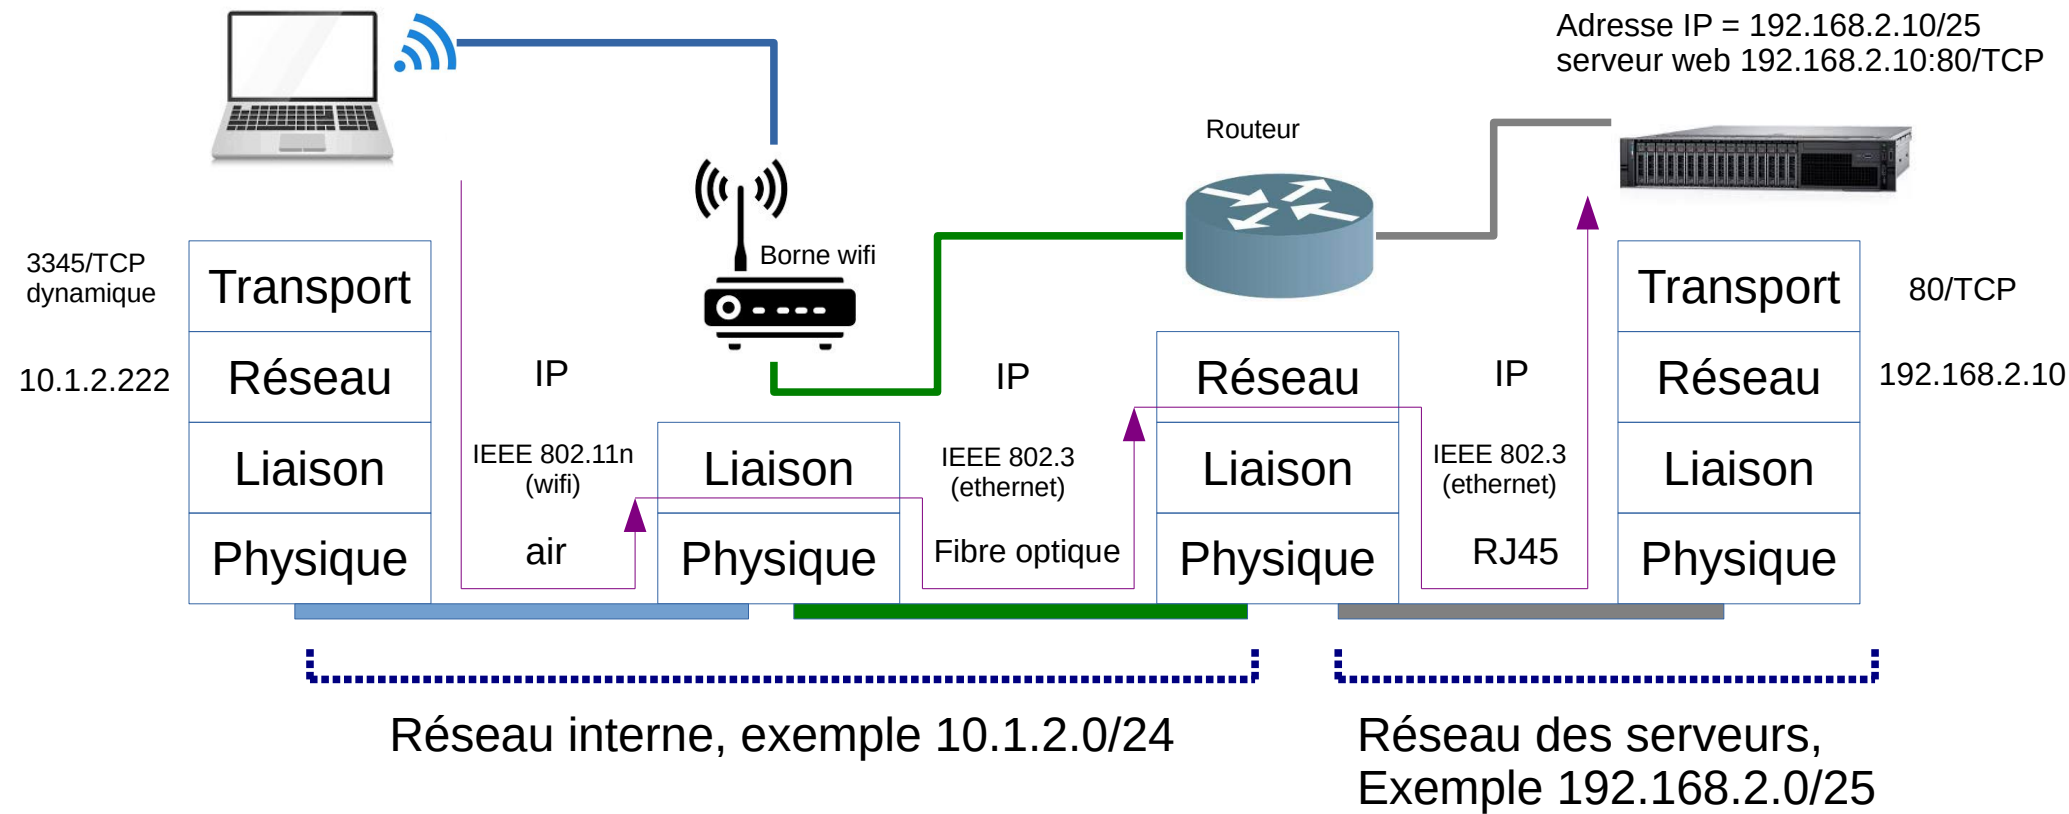 Adresse IP = 192.168.2.10/25
serveur web 192.168.2.10:80/TCP
Routeur
Borne wifi
3345/TCP
dynamique
Transport
Transport
80/TCP
10.1.2.222
Réseau
IP
IP
Réseau
IP
Réseau
192.168.2.10
Liaison
IEEE 802.11n
(wifi)
Liaison
IEEE 802.3
(ethernet)
Liaison
IEEE 802.3
(ethernet)
Liaison
Physique
air
Physique
Fibre optique
Physique
RJ45
Physique
Réseau interne, exemple 10.1.2.0/24
Réseau des serveurs,
Exemple 192.168.2.0/25